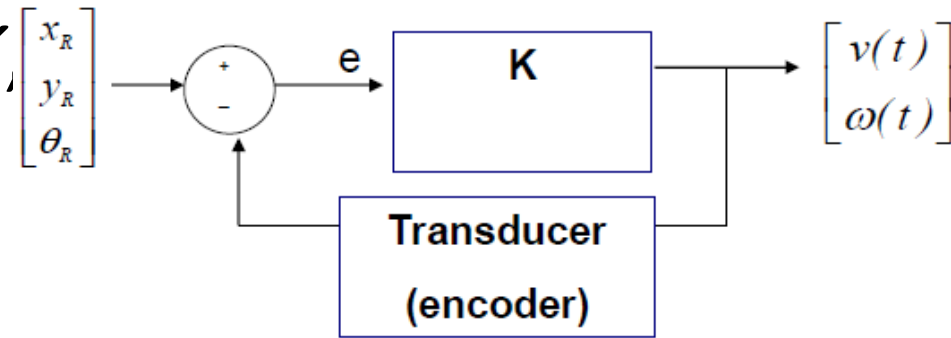 x_R
y_R
θ_R
+
−
e
K
v(t)
ω(t)
Transducer
(encoder)